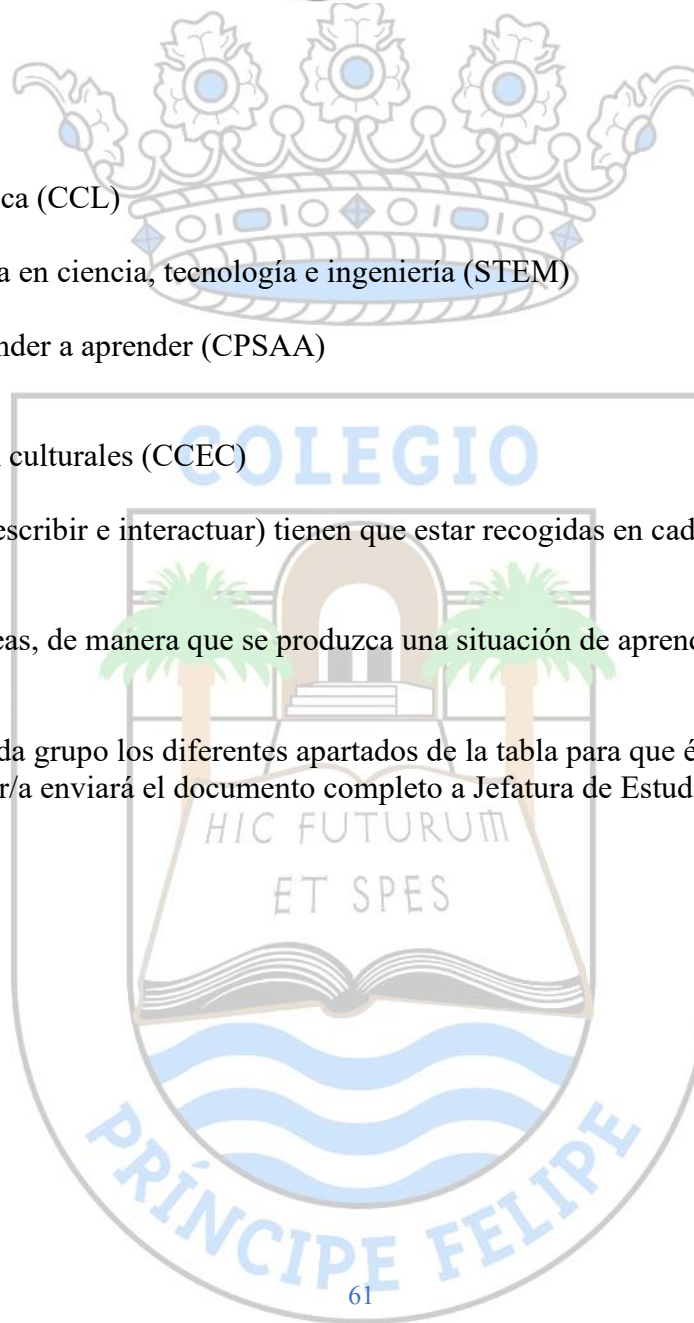 ca (CCL)
a en ciencia, tecnología e ingeniería (STEM)
nder a aprender (CPSAA)
culturales (CCEC)
COLEGIO
escribir e interactuar) tienen que estar recogidas en cad
eas, de manera que se produzca una situación de aprend
da grupo los diferentes apartados de la tabla para que é
r/a enviará el documento completo a Jefatura de Estud
HIC FUTURUM
ET SPES
PRÍNCIPE FELIPE
61